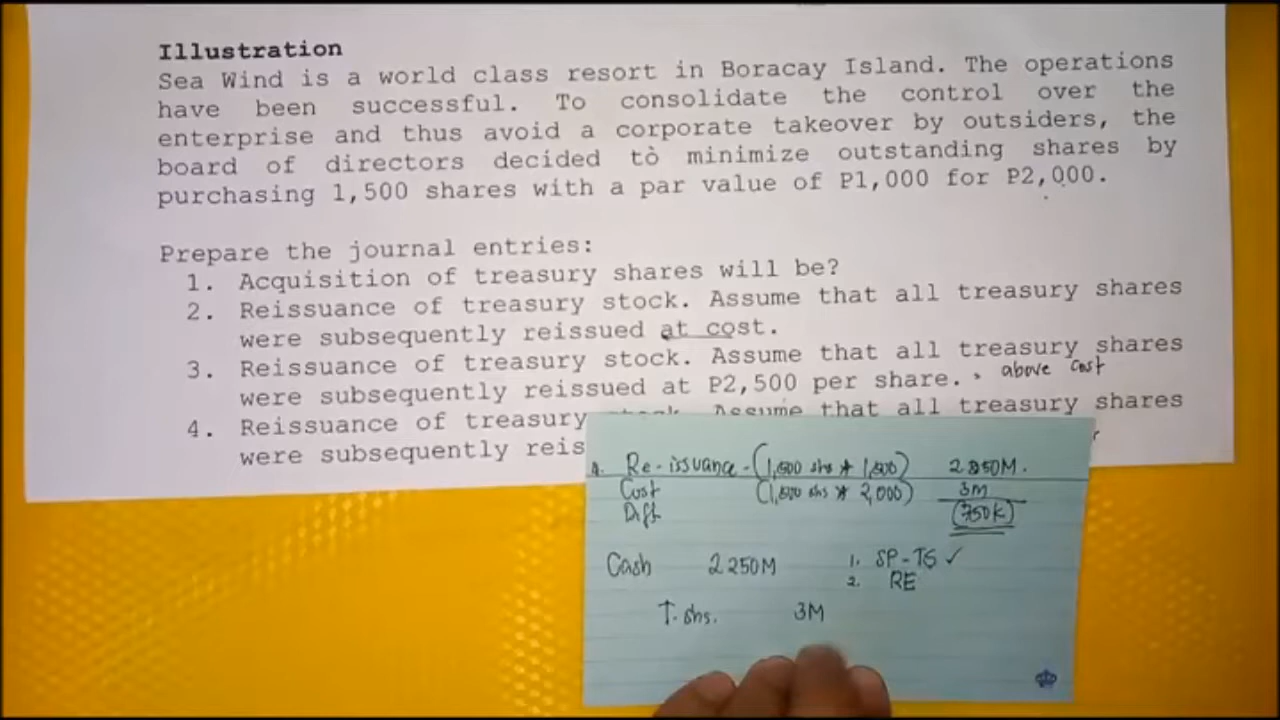 Illustration
Sea Wind is a world class resort in Boracay Island. The operations
have been successful. To consolidate the control over the
enterprise and thus avoid a corporate takeover by outsiders, the
board of directors decided to minimize outstanding shares by
purchasing 1,500 shares with a par value of P1,000 for P2,000.
Prepare the journal entries:
1. Acquisition of treasury shares will be?
2. Reissuance of treasury stock. Assume that all treasury shares
were subsequently reissued at cost.
3. Reissuance of treasury stock. Assume that all treasury shares
were subsequently reissued at P2,500 per share. above cost
4. Reissuance of treasury Assume that all treasury shares
were subsequently reis
4. Re-issuance - (1,500 shs * 1,500) 2 250M.
Cost (1,500 shs * 2,000) 3M
Diff (750K)
Cash 2 250M 1. SP-TS ✓
2. RE
T. shs. 3M